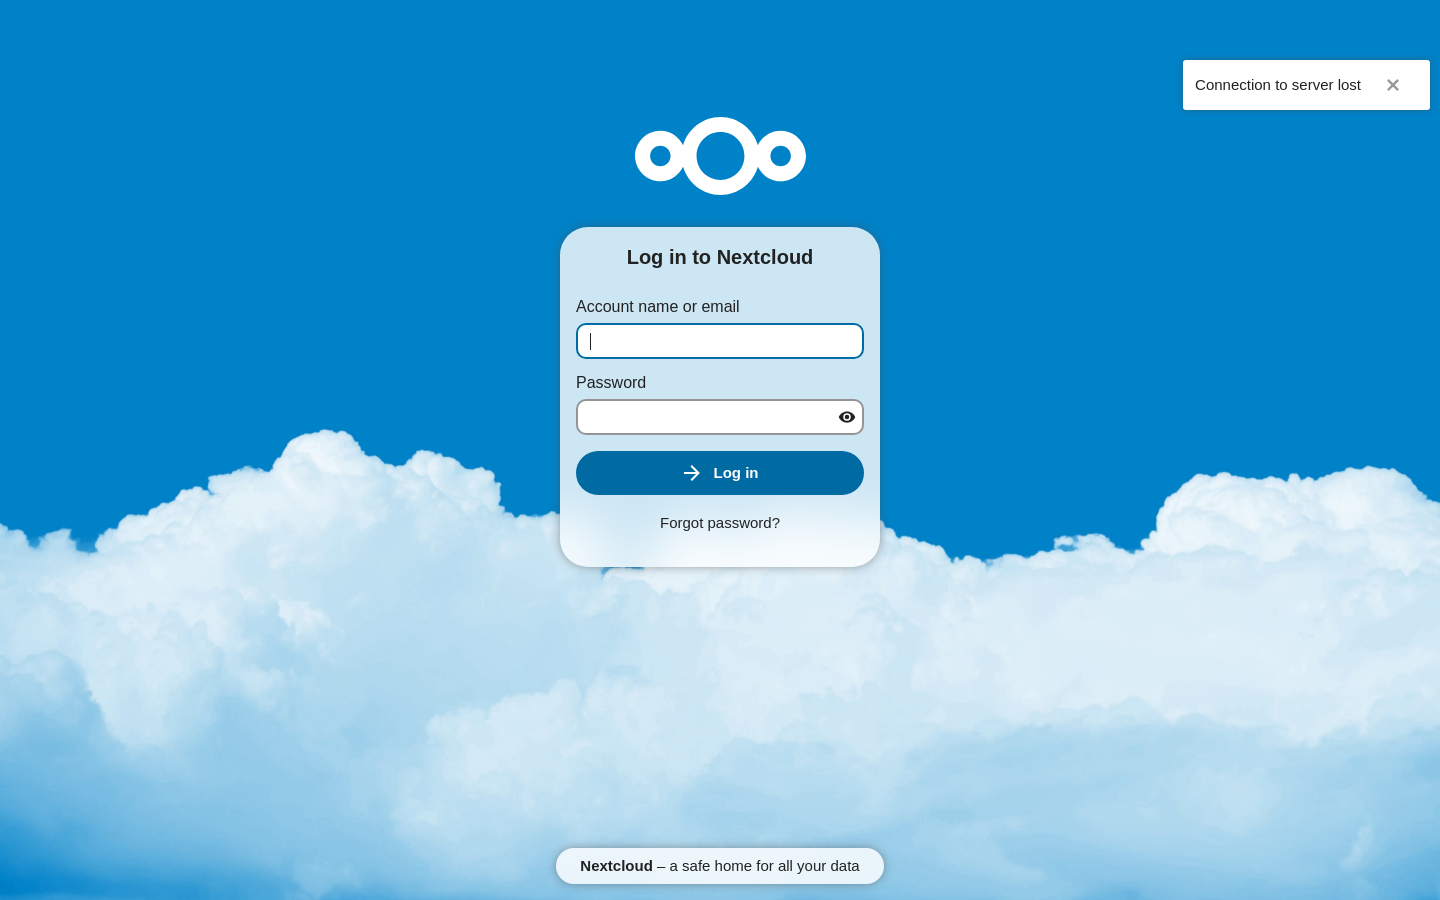 Connection to server lost
Log in to Nextcloud
Account name or email
Password
Log in
Forgot password?
Nextcloud – a safe home for all your data